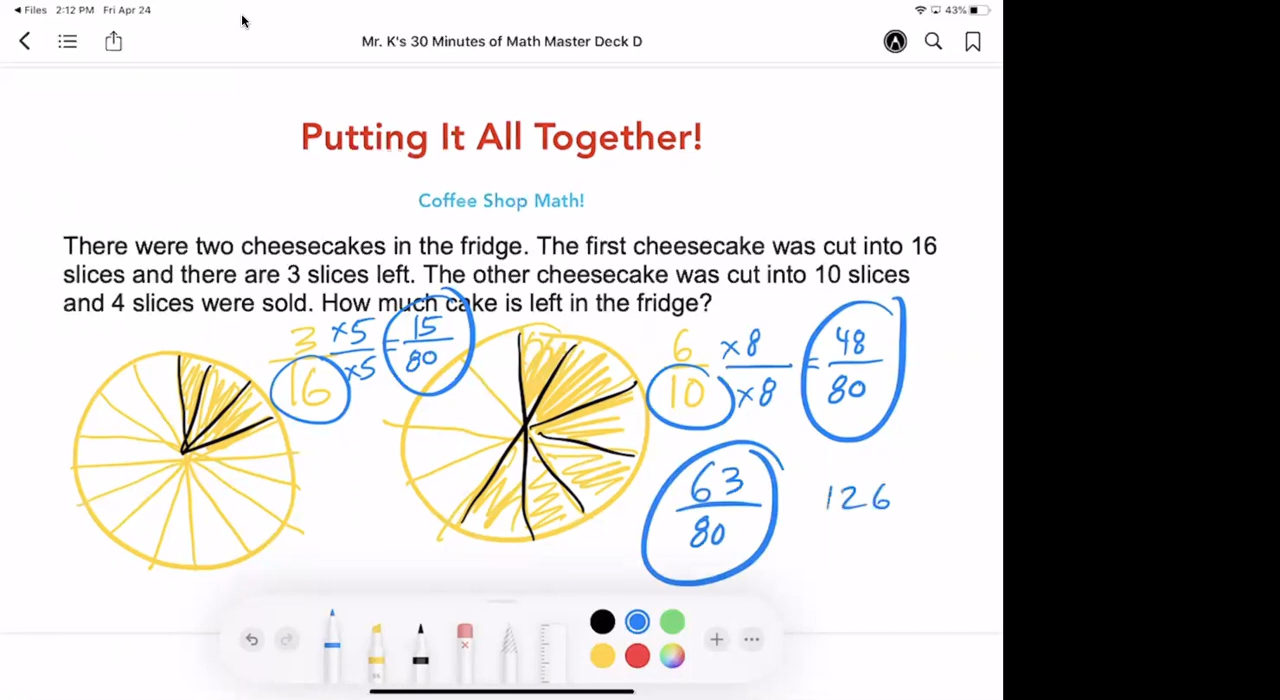 Files 2:12 PM Fri Apr 24 43%
Mr. K's 30 Minutes of Math Master Deck D
Putting It All Together!
Coffee Shop Math!
There were two cheesecakes in the fridge. The first cheesecake was cut into 16
slices and there are 3 slices left. The other cheesecake was cut into 10 slices
and 4 slices were sold. How much cake is left in the fridge?
3/16 ×5/×5 = 15/80
6/10 ×8/×8 = 48/80
63/80
126